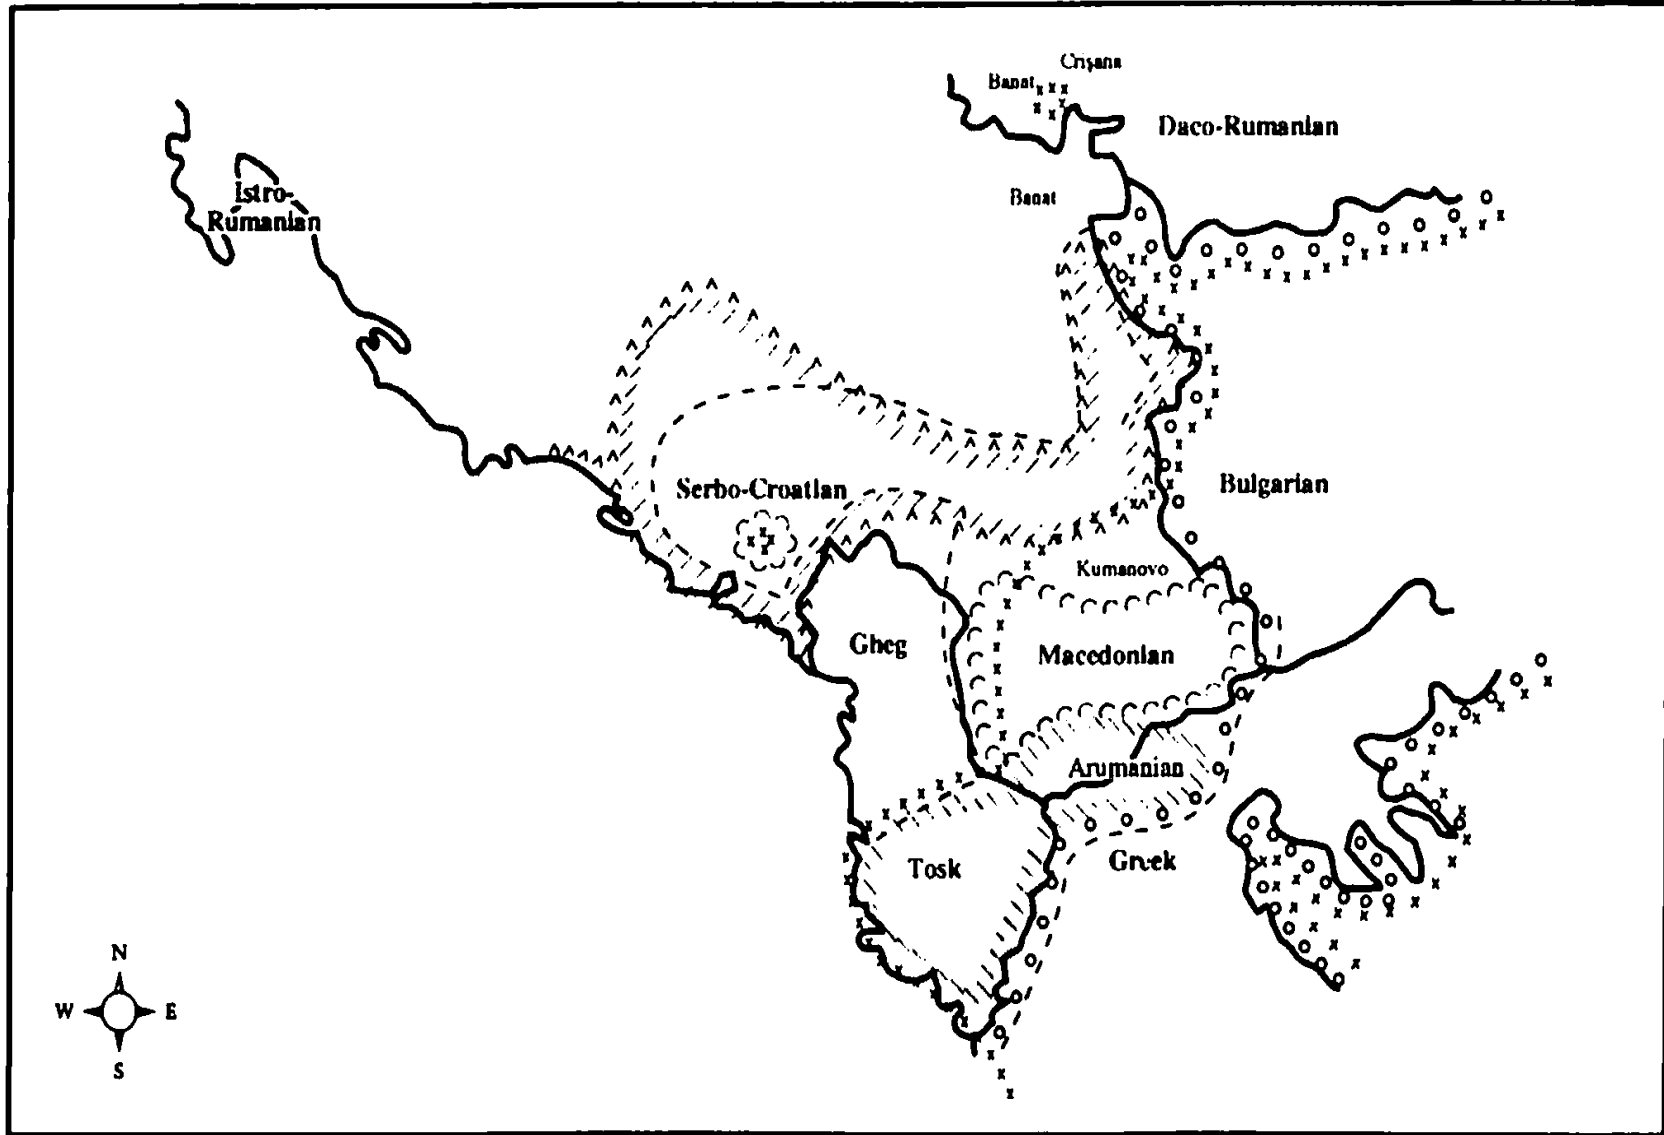 Crişana
Banat
Daco-Rumanian
Istro-
Rumanian
Banat
Serbo-Croatian
Bulgarian
Kumanovo
Gheg
Macedonian
Arumanian
Greek
Tosk
N
W E
S